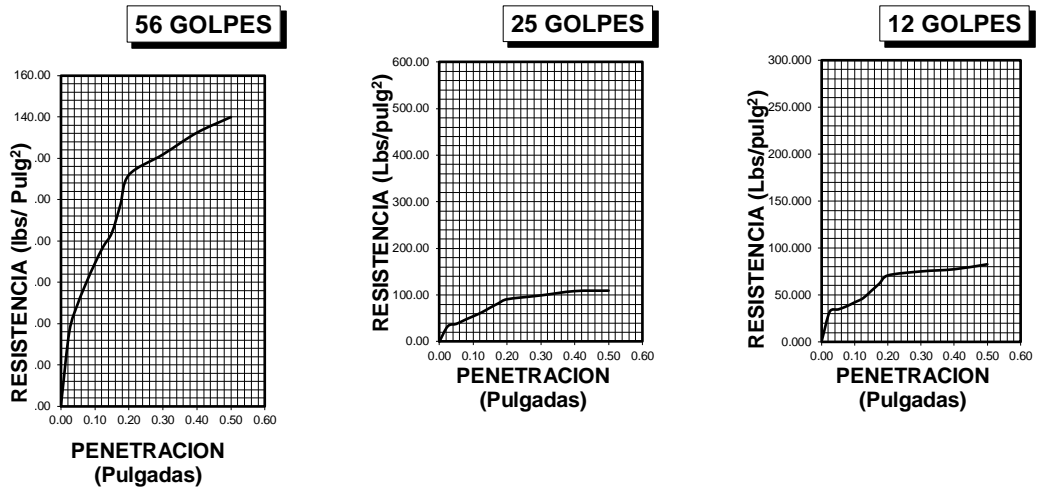 56 GOLPES
160.00
140.00
.00
.00
.00
.00
.00
.00
.00
0.00 0.10 0.20 0.30 0.40 0.50 0.60
RESISTENCIA (lbs/ Pulg²)
PENETRACION
(Pulgadas)
25 GOLPES
600.00
500.00
400.00
300.00
200.00
100.00
0.00
0.00 0.10 0.20 0.30 0.40 0.50 0.60
RESISTENCIA (Lbs/pulg²)
PENETRACION
(Pulgadas)
12 GOLPES
300.000
250.000
200.000
150.000
100.000
50.000
0.000
0.00 0.10 0.20 0.30 0.40 0.50 0.60
RESISTENCIA (Lbs/pulg²)
PENETRACION
(Pulgadas)